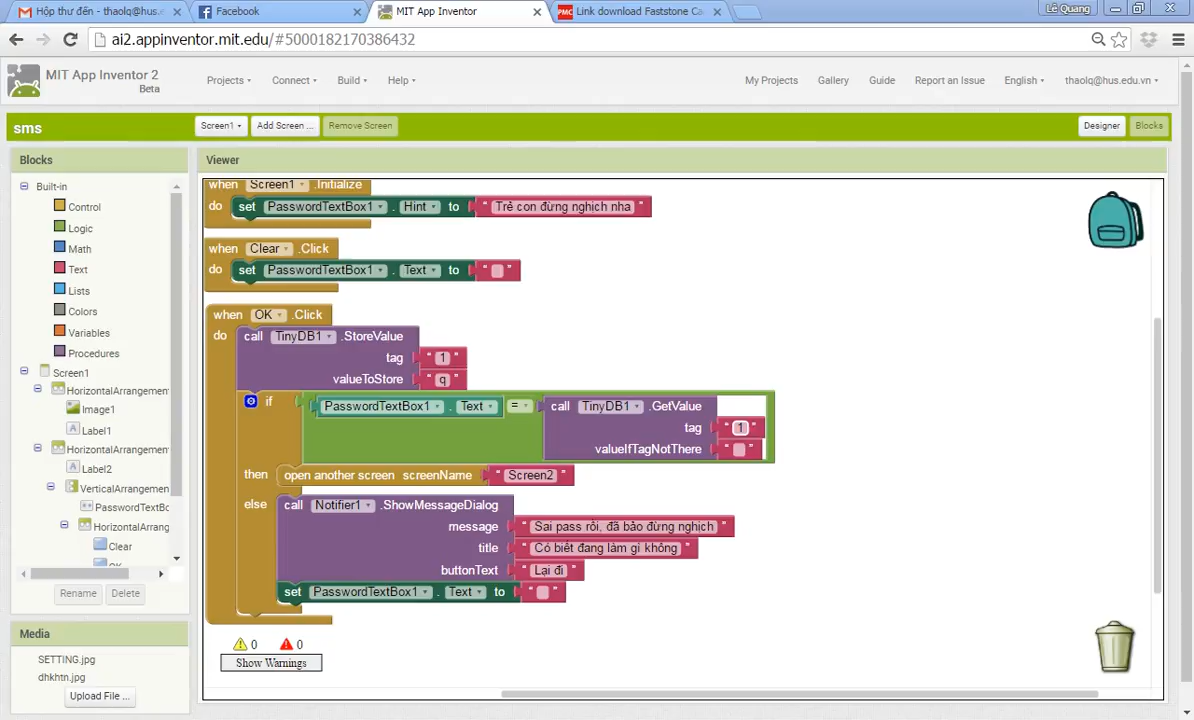 Hộp thư đến - thaolq@hus.e
Facebook
MIT App Inventor
Link download Faststone Ca
Lê Quang
ai2.appinventor.mit.edu/#5000182170386432
MIT App Inventor 2
Beta
Projects
Connect
Build
Help
My Projects
Gallery
Guide
Report an Issue
English
thaolq@hus.edu.vn
sms
Screen1
Add Screen ...
Remove Screen
Designer
Blocks
Blocks
Viewer
Built-in
Control
Logic
Math
Text
Lists
Colors
Variables
Procedures
Screen1
HorizontalArrangement
Image1
Label1
HorizontalArrangement
Label2
VerticalArrangemen
PasswordTextBo
HorizontalArrang
Clear
OK
Rename
Delete
Media
SETTING.jpg
dhkhtn.jpg
Upload File ...
when Screen1 .Initialize
do set PasswordTextBox1 . Hint to " Trẻ con đừng nghịch nha "
when Clear .Click
do set PasswordTextBox1 . Text to " "
when OK .Click
do call TinyDB1 .StoreValue
tag " 1 "
valueToStore " q "
if PasswordTextBox1 . Text = call TinyDB1 .GetValue
tag " 1 "
valueIfTagNotThere " "
then open another screen screenName " Screen2 "
else call Notifier1 .ShowMessageDialog
message " Sai pass rồi, đã bảo đừng nghịch "
title " Có biết đang làm gì không "
buttonText " Lại đi "
set PasswordTextBox1 . Text to " "
0 0
Show Warnings